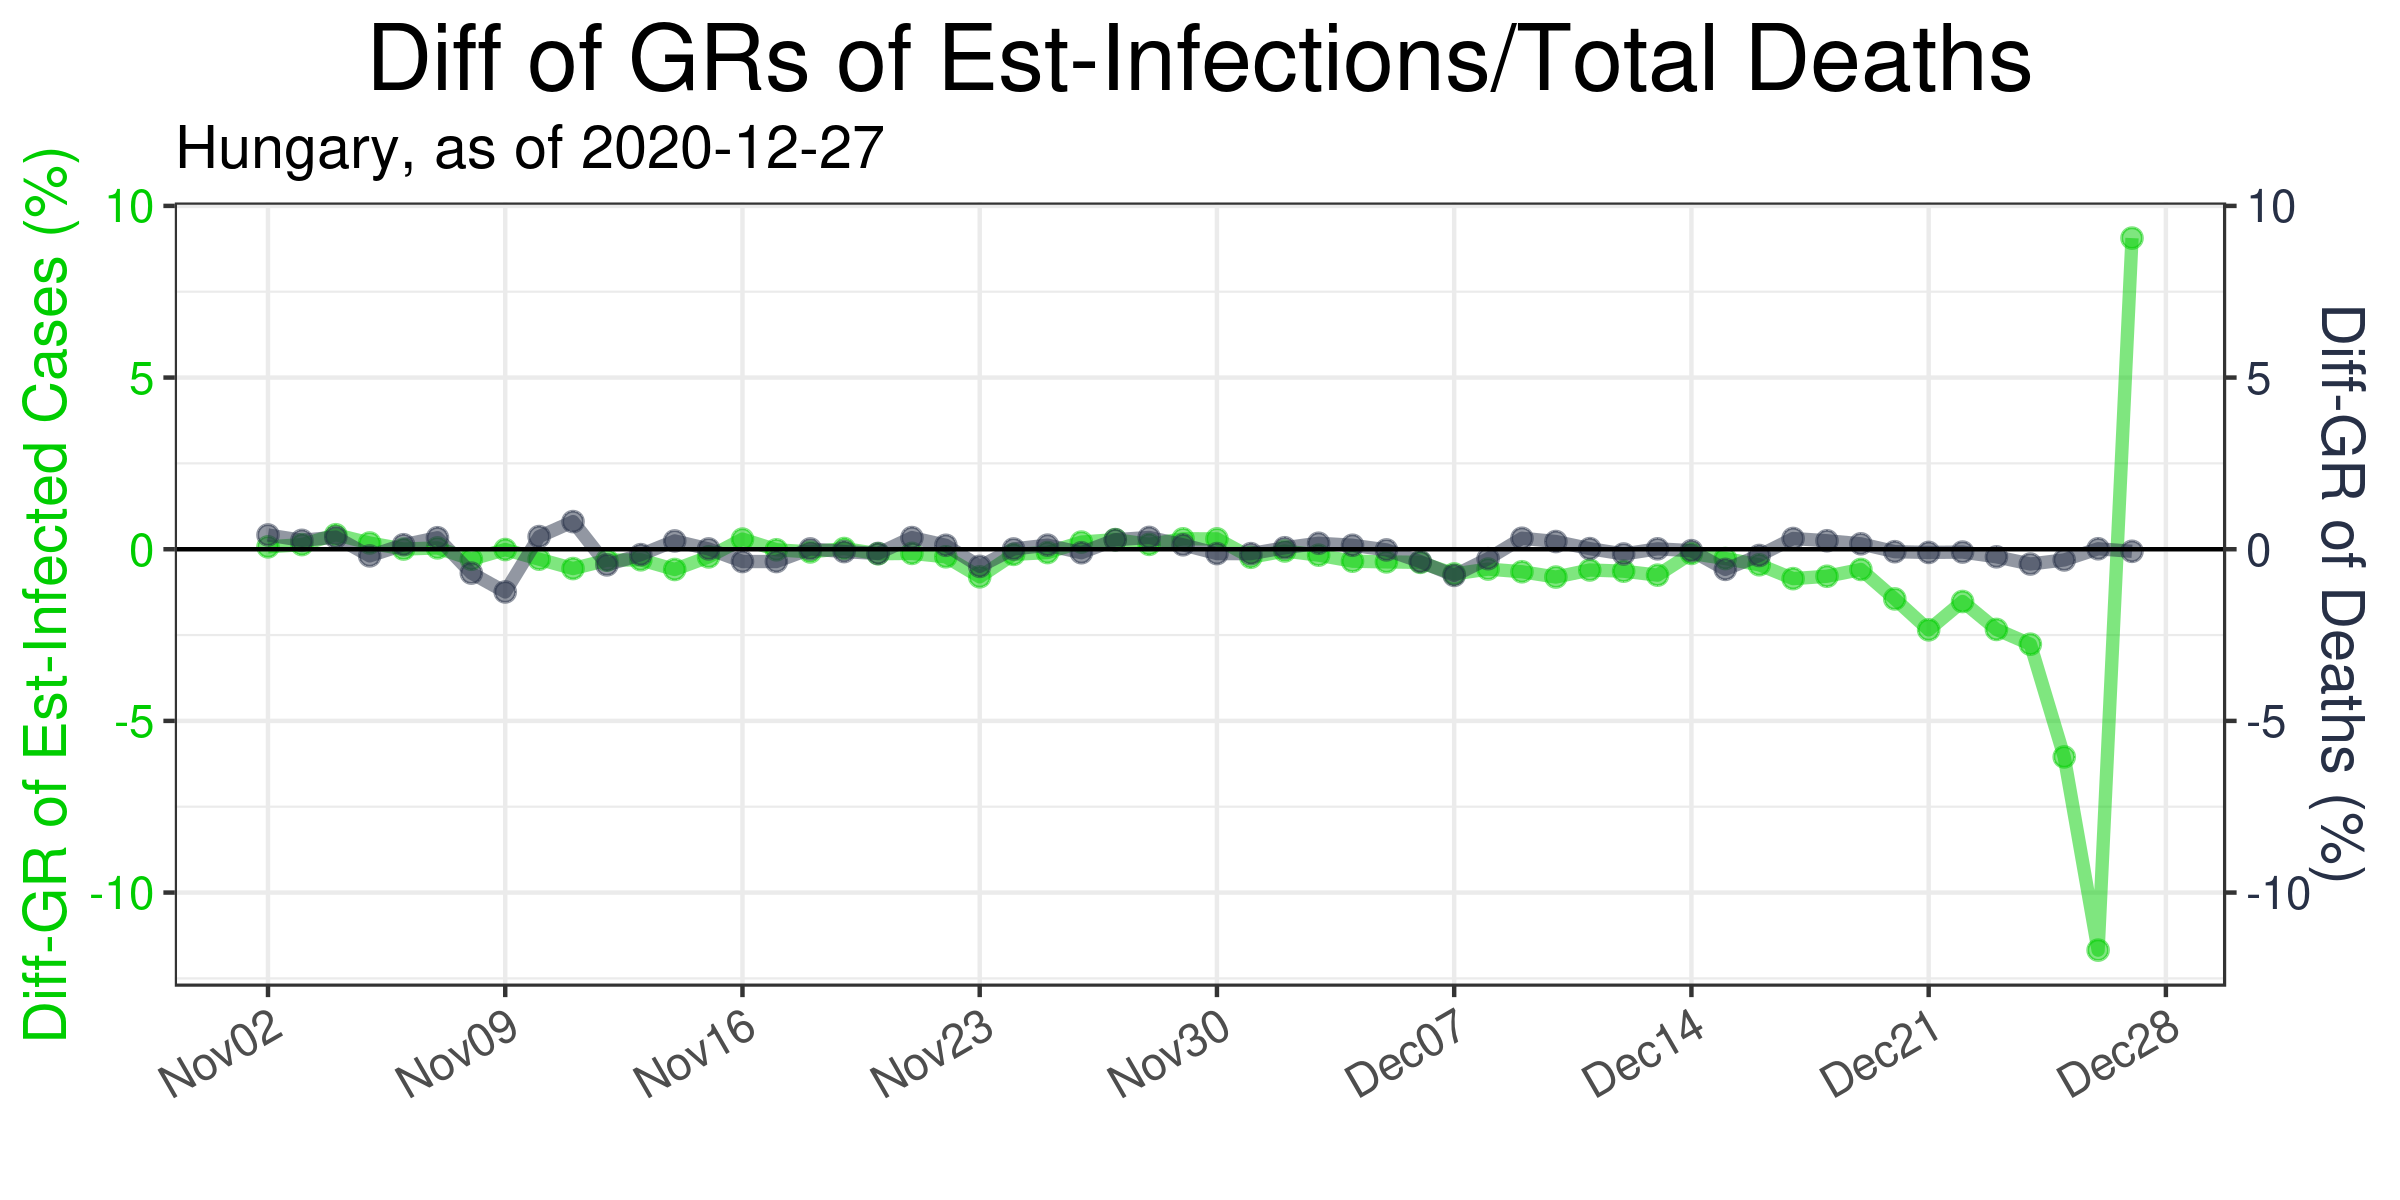 Diff of GRs of Est-Infections/Total Deaths
Hungary, as of 2020-12-27
Diff-GR of Est-Infected Cases (%)
10
5
0
-5
-10
10
5
0
-5
-10
Diff-GR of Deaths (%)
Nov02
Nov09
Nov16
Nov23
Nov30
Dec07
Dec14
Dec21
Dec28